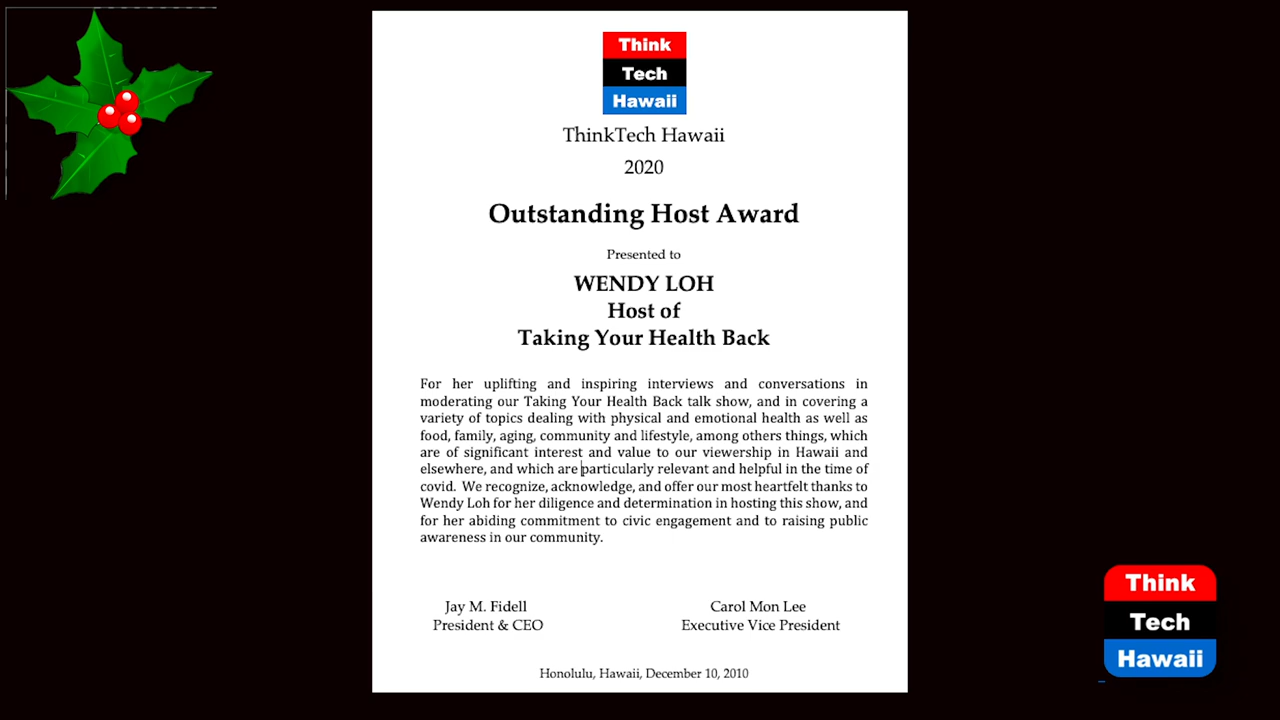 Think
Tech
Hawaii
ThinkTech Hawaii
2020
Outstanding Host Award
Presented to
WENDY LOH
Host of
Taking Your Health Back
For her uplifting and inspiring interviews and conversations in
moderating our Taking Your Health Back talk show, and in covering a
variety of topics dealing with physical and emotional health as well as
food, family, aging, community and lifestyle, among others things, which
are of significant interest and value to our viewership in Hawaii and
elsewhere, and which are particularly relevant and helpful in the time of
covid. We recognize, acknowledge, and offer our most heartfelt thanks to
Wendy Loh for her diligence and determination in hosting this show, and
for her abiding commitment to civic engagement and to raising public
awareness in our community.
Jay M. Fidell
President & CEO
Carol Mon Lee
Executive Vice President
Honolulu, Hawaii, December 10, 2010
Think
Tech
Hawaii